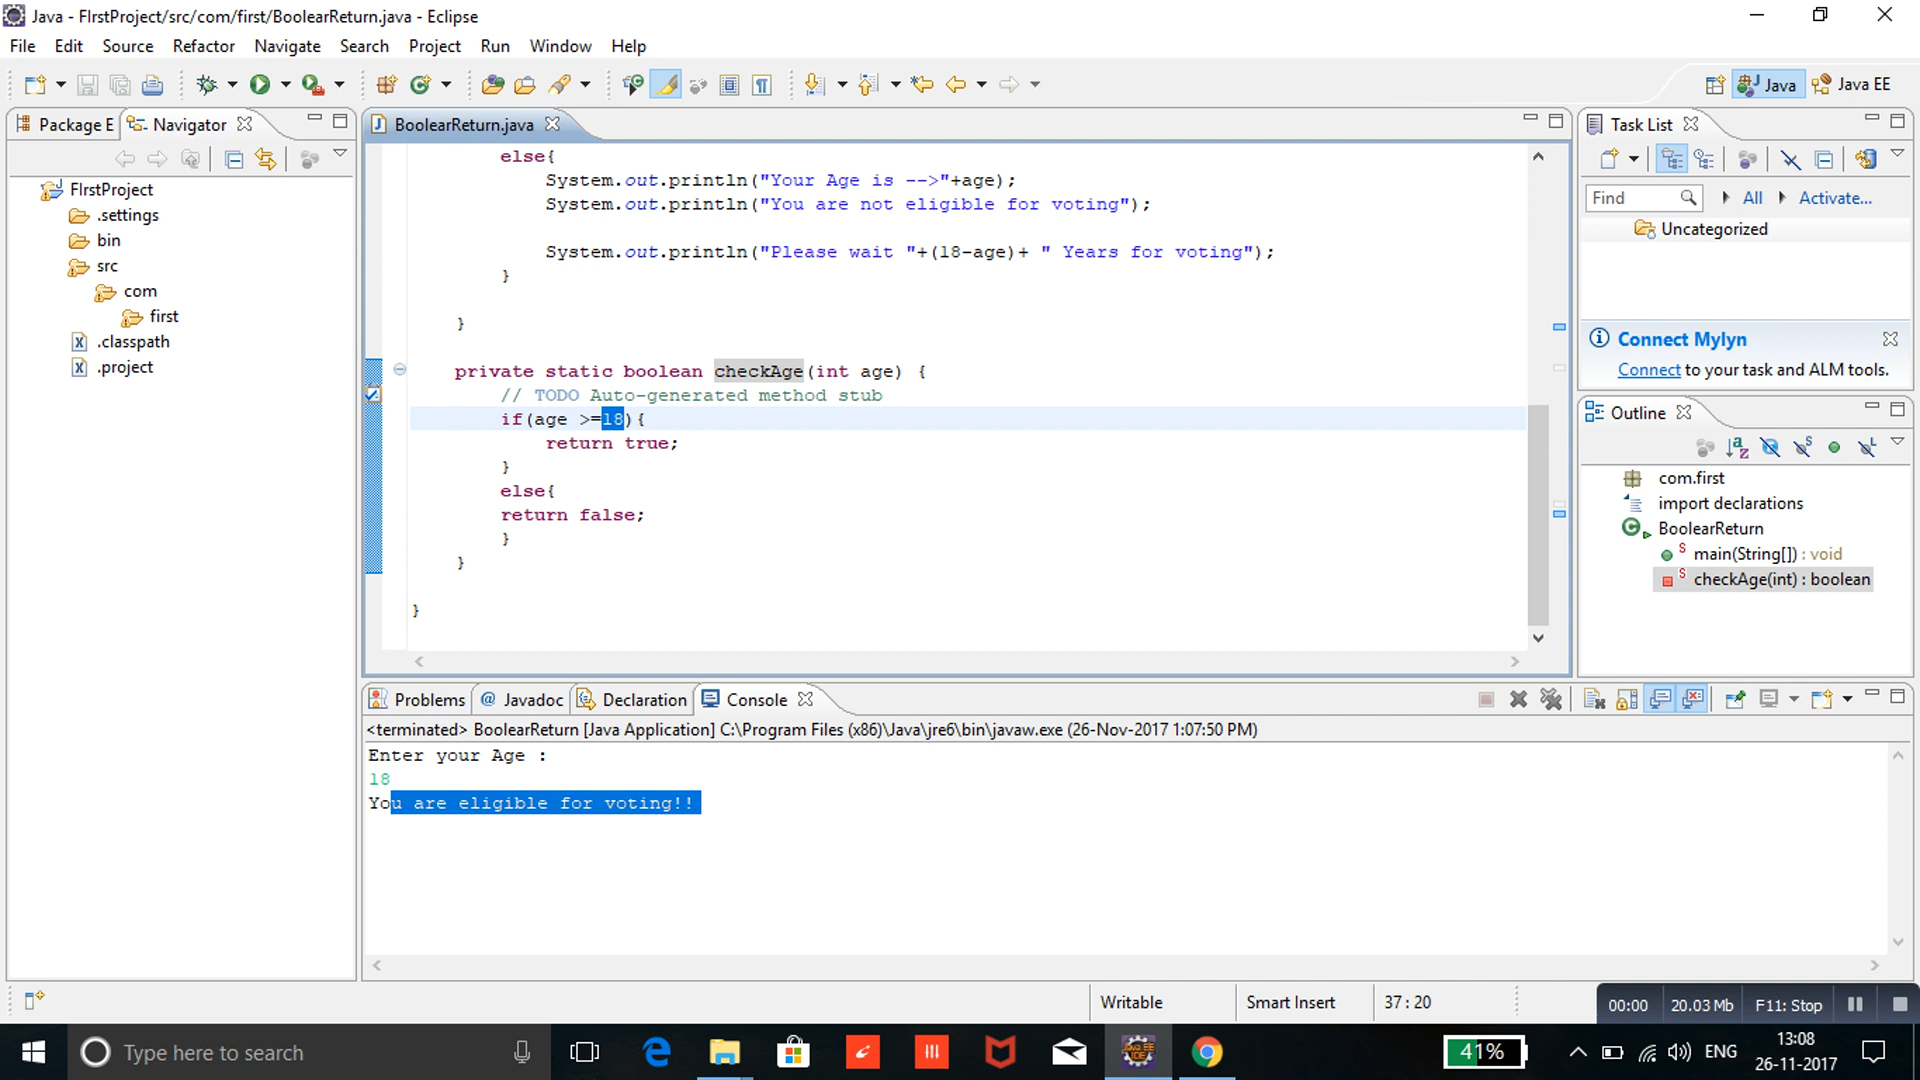 Java - FIrstProject/src/com/first/BoolearReturn.java - Eclipse
File Edit Source Refactor Navigate Search Project Run Window Help
Java Java EE
Package E Navigator
BoolearReturn.java
Task List
FIrstProject
.settings
bin
src
com
first
.classpath
.project
else{
System.out.println("Your Age is -->"+age);
System.out.println("You are not eligible for voting");
System.out.println("Please wait "+(18-age)+ " Years for voting");
}
}
private static boolean checkAge(int age) {
// TODO Auto-generated method stub
if(age >=18){
return true;
}
else{
return false;
}
}
}
Find All Activate...
Uncategorized
Connect Mylyn
Connect to your task and ALM tools.
Outline
com.first
import declarations
BoolearReturn
main(String[]) : void
checkAge(int) : boolean
Problems @ Javadoc Declaration Console
<terminated> BoolearReturn [Java Application] C:\Program Files (x86)\Java\jre6\bin\javaw.exe (26-Nov-2017 1:07:50 PM)
Enter your Age :
18
You are eligible for voting!!
Writable Smart Insert 37 : 20
00:00 20.03 Mb F11: Stop
Type here to search
41%
ENG
13:08
26-11-2017